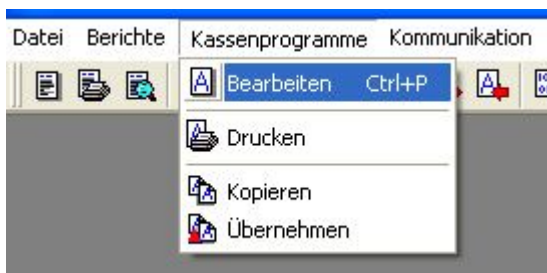 Datei Berichte Kassenprogramme Kommunikation
Bearbeiten Ctrl+P
Drucken
Kopieren
Übernehmen